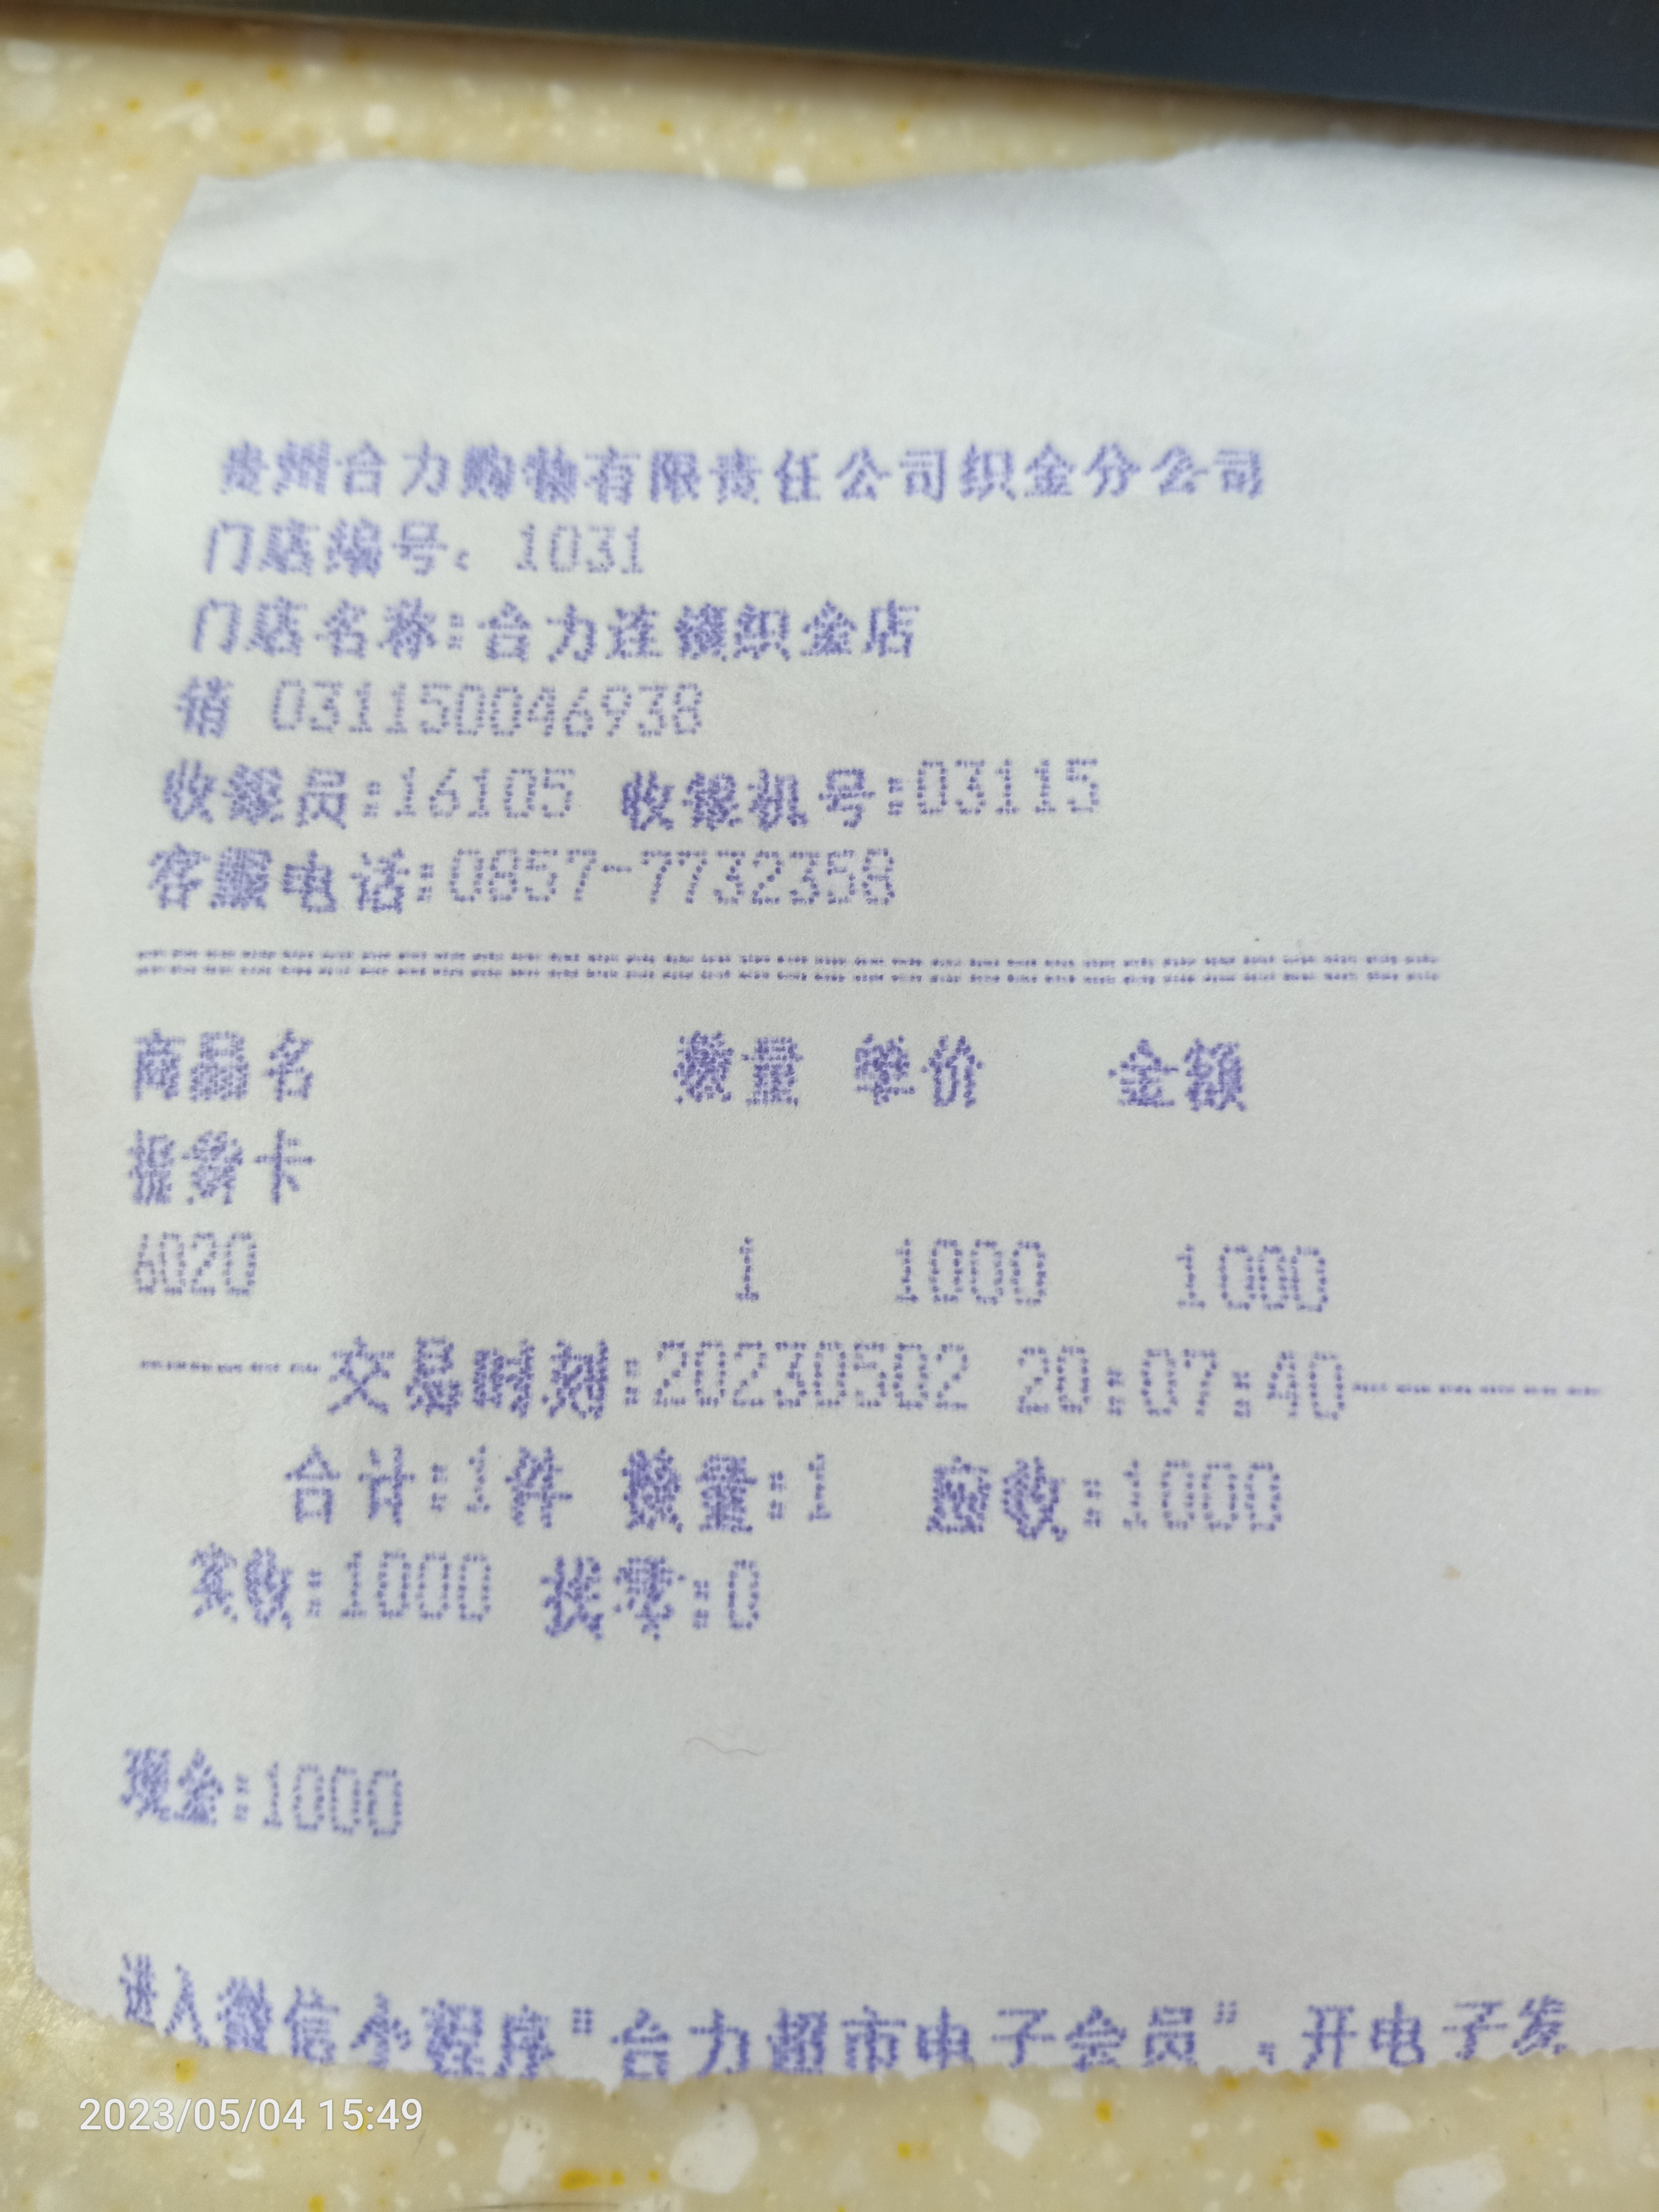 贵州合力购物有限责任公司织金分公司
门店编号: 1031
门店名称:合力连锁织金店
销 031150046938
收银员:16105 收银机号:03115
客服电话:0857-7732358
商品名 数量 单价 金额
提货卡
6020 1 1000 1000
交易时刻:20230502 20:07:40
合计:1件 数量:1 应收:1000
实收:1000 找零:0
现金:1000
进入微信小程序"合力超市电子会员",开电子发
2023/05/04 15:49